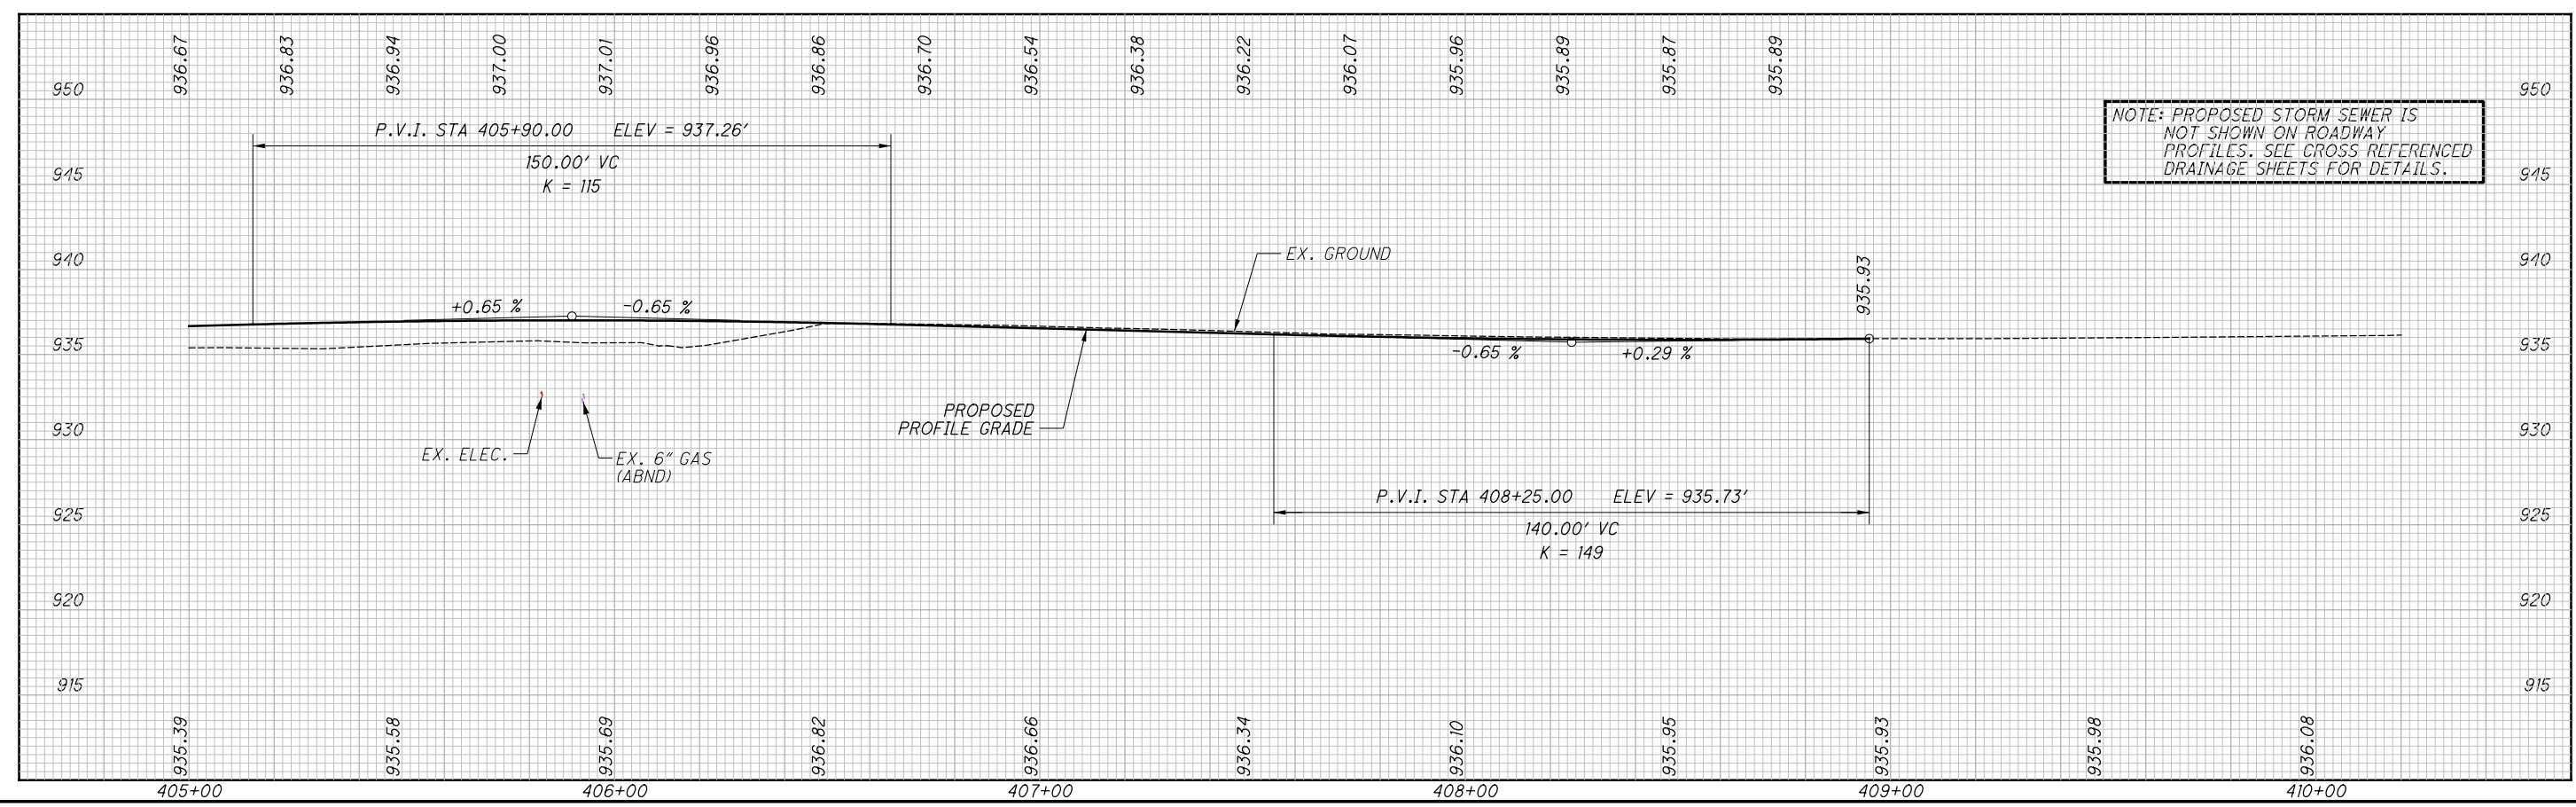 936.67 936.83 936.94 937.00 937.01 936.96 936.86 936.70 936.54 936.38 936.22 936.07 935.96 935.89 935.87 935.89
950 950
P.V.I. STA 405+90.00 ELEV = 937.26'
150.00' VC
K = 115
NOTE: PROPOSED STORM SEWER IS
NOT SHOWN ON ROADWAY
PROFILES. SEE CROSS REFERENCED
DRAINAGE SHEETS FOR DETAILS.
945 945
EX. GROUND
940 940
935.93
+0.65 % -0.65 %
935 935
-0.65 % +0.29 %
PROPOSED
PROFILE GRADE
930 930
EX. ELEC.
EX. 6" GAS
(ABND)
P.V.I. STA 408+25.00 ELEV = 935.73'
140.00' VC
K = 149
925 925
920 920
915 915
935.39 935.58 935.69 936.82 936.66 936.34 936.10 935.95 935.93 935.98 936.08
405+00 406+00 407+00 408+00 409+00 410+00